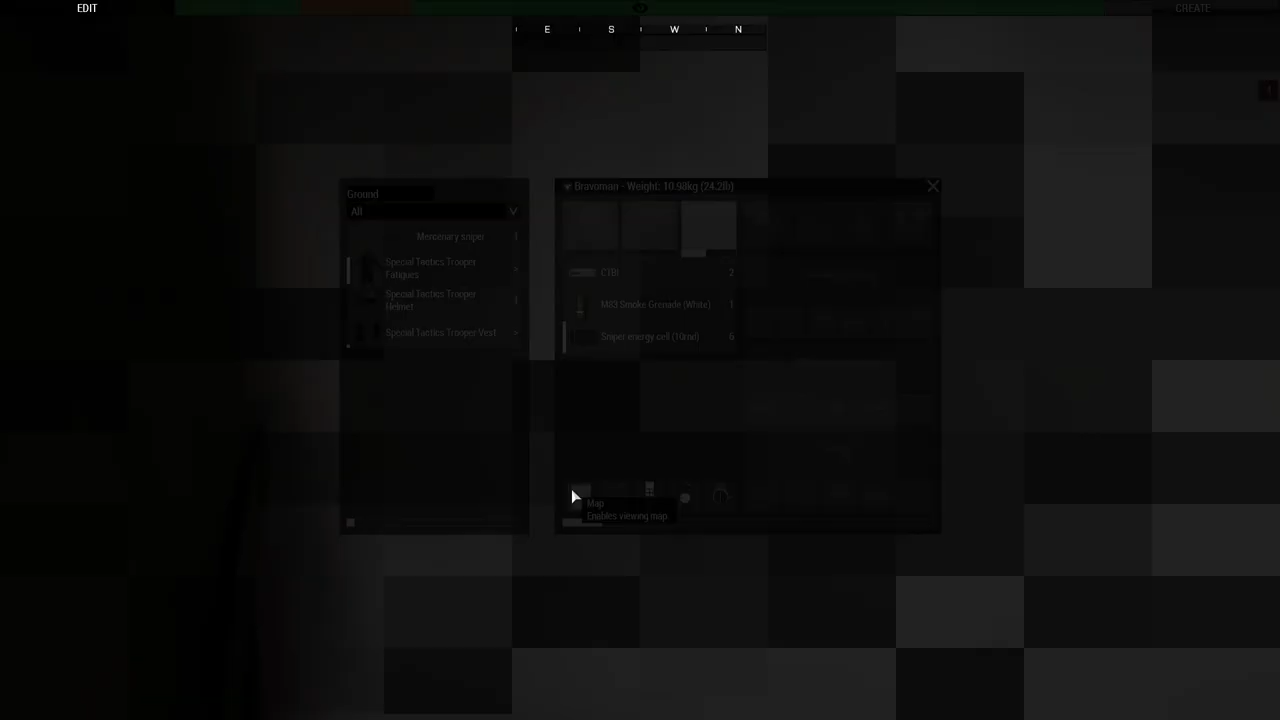 EDIT
CREATE
E S W N
Ground
Bravoman - Weight: 10.98kg (24.2lb)
All
Mercenary sniper
Special Tactics Trooper
Fatigues
Special Tactics Trooper
Helmet
Special Tactics Trooper Vest
2
M83 Smoke Grenade (White) 1
Sniper energy cell (10rnd) 6
Map
Enables viewing map.